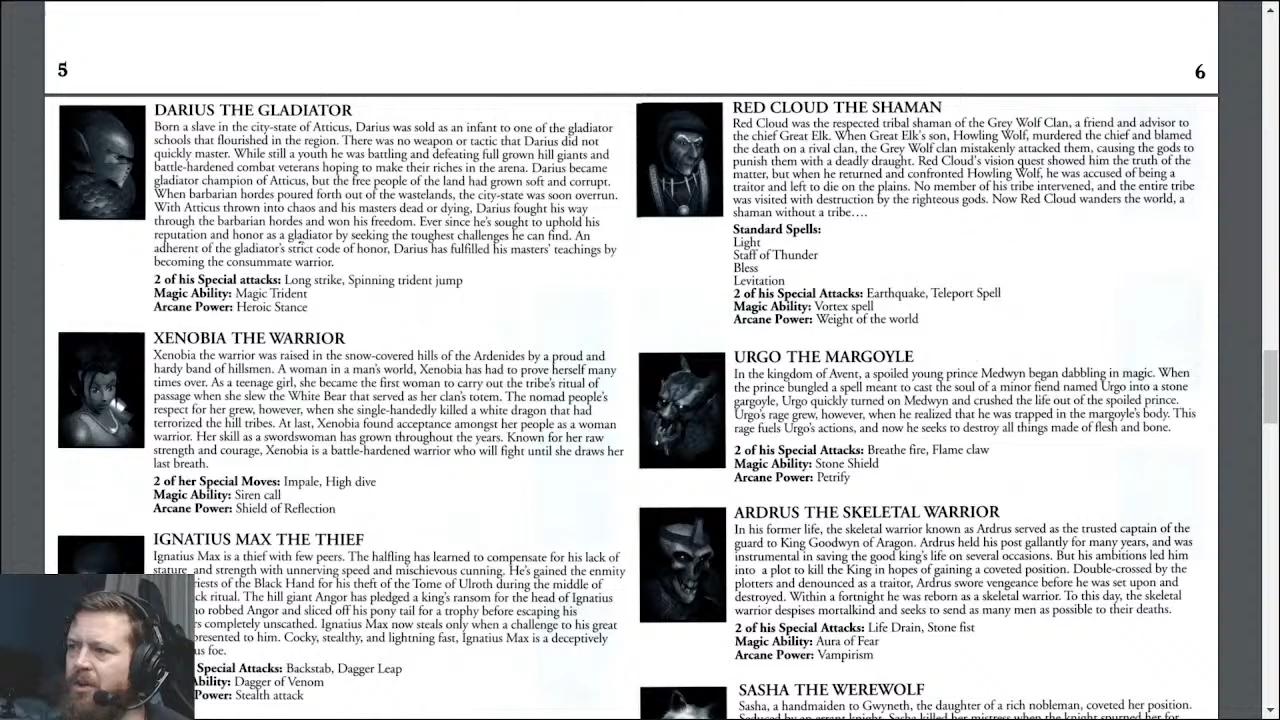 5
DARIUS THE GLADIATOR
Born a slave in the city-state of Atticus, Darius was sold as an infant to one of the gladiator
schools that flourished in the region. There was no weapon or tactic that Darius did not
quickly master. While still a youth he was battling and defeating full grown hill giants and
battle-hardened combat veterans hoping to make their riches in the arena. Darius became
gladiator champion of Atticus, but the free people of the land had grown soft and corrupt.
When barbarian hordes poured forth out of the wastelands, the city-state was soon overrun.
With Atticus thrown into chaos and his masters dead or dying, Darius fought his way
through the barbarian hordes and won his freedom. Ever since he's sought to uphold his
reputation and honor as a gladiator by seeking the toughest challenges he can find. An
adherent of the gladiator's strict code of honor, Darius has fulfilled his masters' teachings by
becoming the consummate warrior.
2 of his Special attacks: Long strike, Spinning trident jump
Magic Ability: Magic Trident
Arcane Power: Heroic Stance
XENOBIA THE WARRIOR
Xenobia the warrior was raised in the snow-covered hills of the Ardenides by a proud and
hardy band of hillsmen. A woman in a man's world, Xenobia has had to prove herself many
times over. As a teenage girl, she became the first woman to carry out the tribe's ritual of
passage when she slew the White Bear that served as her clan's totem. The nomad people's
respect for her grew, however, when she single-handedly killed a white dragon that had
terrorized the hill tribes. At last, Xenobia found acceptance amongst her people as a woman
warrior. Her skill as a swordswoman has grown throughout the years. Known for her raw
strength and courage, Xenobia is a battle-hardened warrior who will fight until she draws her
last breath.
2 of her Special Moves: Impale, High dive
Magic Ability: Siren call
Arcane Power: Shield of Reflection
IGNATIUS MAX THE THIEF
Ignatius Max is a thief with few peers. The halfling has learned to compensate for his lack of
stature and strength with unnerving speed and mischievous cunning. He's gained the enmity
riests of the Black Hand for his theft of the Tome of Ulroth during the middle of
ck ritual. The hill giant Angor has pledged a king's ransom for the head of Ignatius
ho robbed Angor and sliced off his pony tail for a trophy before escaping his
rs completely unscathed. Ignatius Max now steals only when a challenge to his great
presented to him. Cocky, stealthy, and lightning fast, Ignatius Max is a deceptively
us foe.
Special Attacks: Backstab, Dagger Leap
bility: Dagger of Venom
Power: Stealth attack
6
RED CLOUD THE SHAMAN
Red Cloud was the respected tribal shaman of the Grey Wolf Clan, a friend and advisor to
the chief Great Elk. When Great Elk's son, Howling Wolf, murdered the chief and blamed
the death on a rival clan, the Grey Wolf clan mistakenly attacked them, causing the gods to
punish them with a deadly draught. Red Cloud's vision quest showed him the truth of the
matter, but when he returned and confronted Howling Wolf, he was accused of being a
traitor and left to die on the plains. No member of his tribe intervened, and the entire tribe
was visited with destruction by the righteous gods. Now Red Cloud wanders the world, a
shaman without a tribe….
Standard Spells:
Light
Staff of Thunder
Bless
Levitation
2 of his Special Attacks: Earthquake, Teleport Spell
Magic Ability: Vortex spell
Arcane Power: Weight of the world
URGO THE MARGOYLE
In the kingdom of Avent, a spoiled young prince Medwyn began dabbling in magic. When
the prince bungled a spell meant to cast the soul of a minor fiend named Urgo into a stone
gargoyle, Urgo quickly turned on Medwyn and crushed the life out of the spoiled prince.
Urgo's rage grew, however, when he realized that he was trapped in the margoyle's body. This
rage fuels Urgo's actions, and now he seeks to destroy all things made of flesh and bone.
2 of his Special Attacks: Breathe fire, Flame claw
Magic Ability: Stone Shield
Arcane Power: Petrify
ARDRUS THE SKELETAL WARRIOR
In his former life, the skeletal warrior known as Ardrus served as the trusted captain of the
guard to King Goodwyn of Aragon. Ardrus held his post gallantly for many years, and was
instrumental in saving the good king's life on several occasions. But his ambitions led him
into a plot to kill the King in hopes of gaining a coveted position. Double-crossed by the
plotters and denounced as a traitor, Ardrus swore vengeance before he was set upon and
destroyed. Within a fortnight he was reborn as a skeletal warrior. To this day, the skeletal
warrior despises mortalkind and seeks to send as many men as possible to their deaths.
2 of his Special Attacks: Life Drain, Stone fist
Magic Ability: Aura of Fear
Arcane Power: Vampirism
SASHA THE WEREWOLF
Sasha, a handmaiden to Gwyneth, the daughter of a rich nobleman, coveted her position.